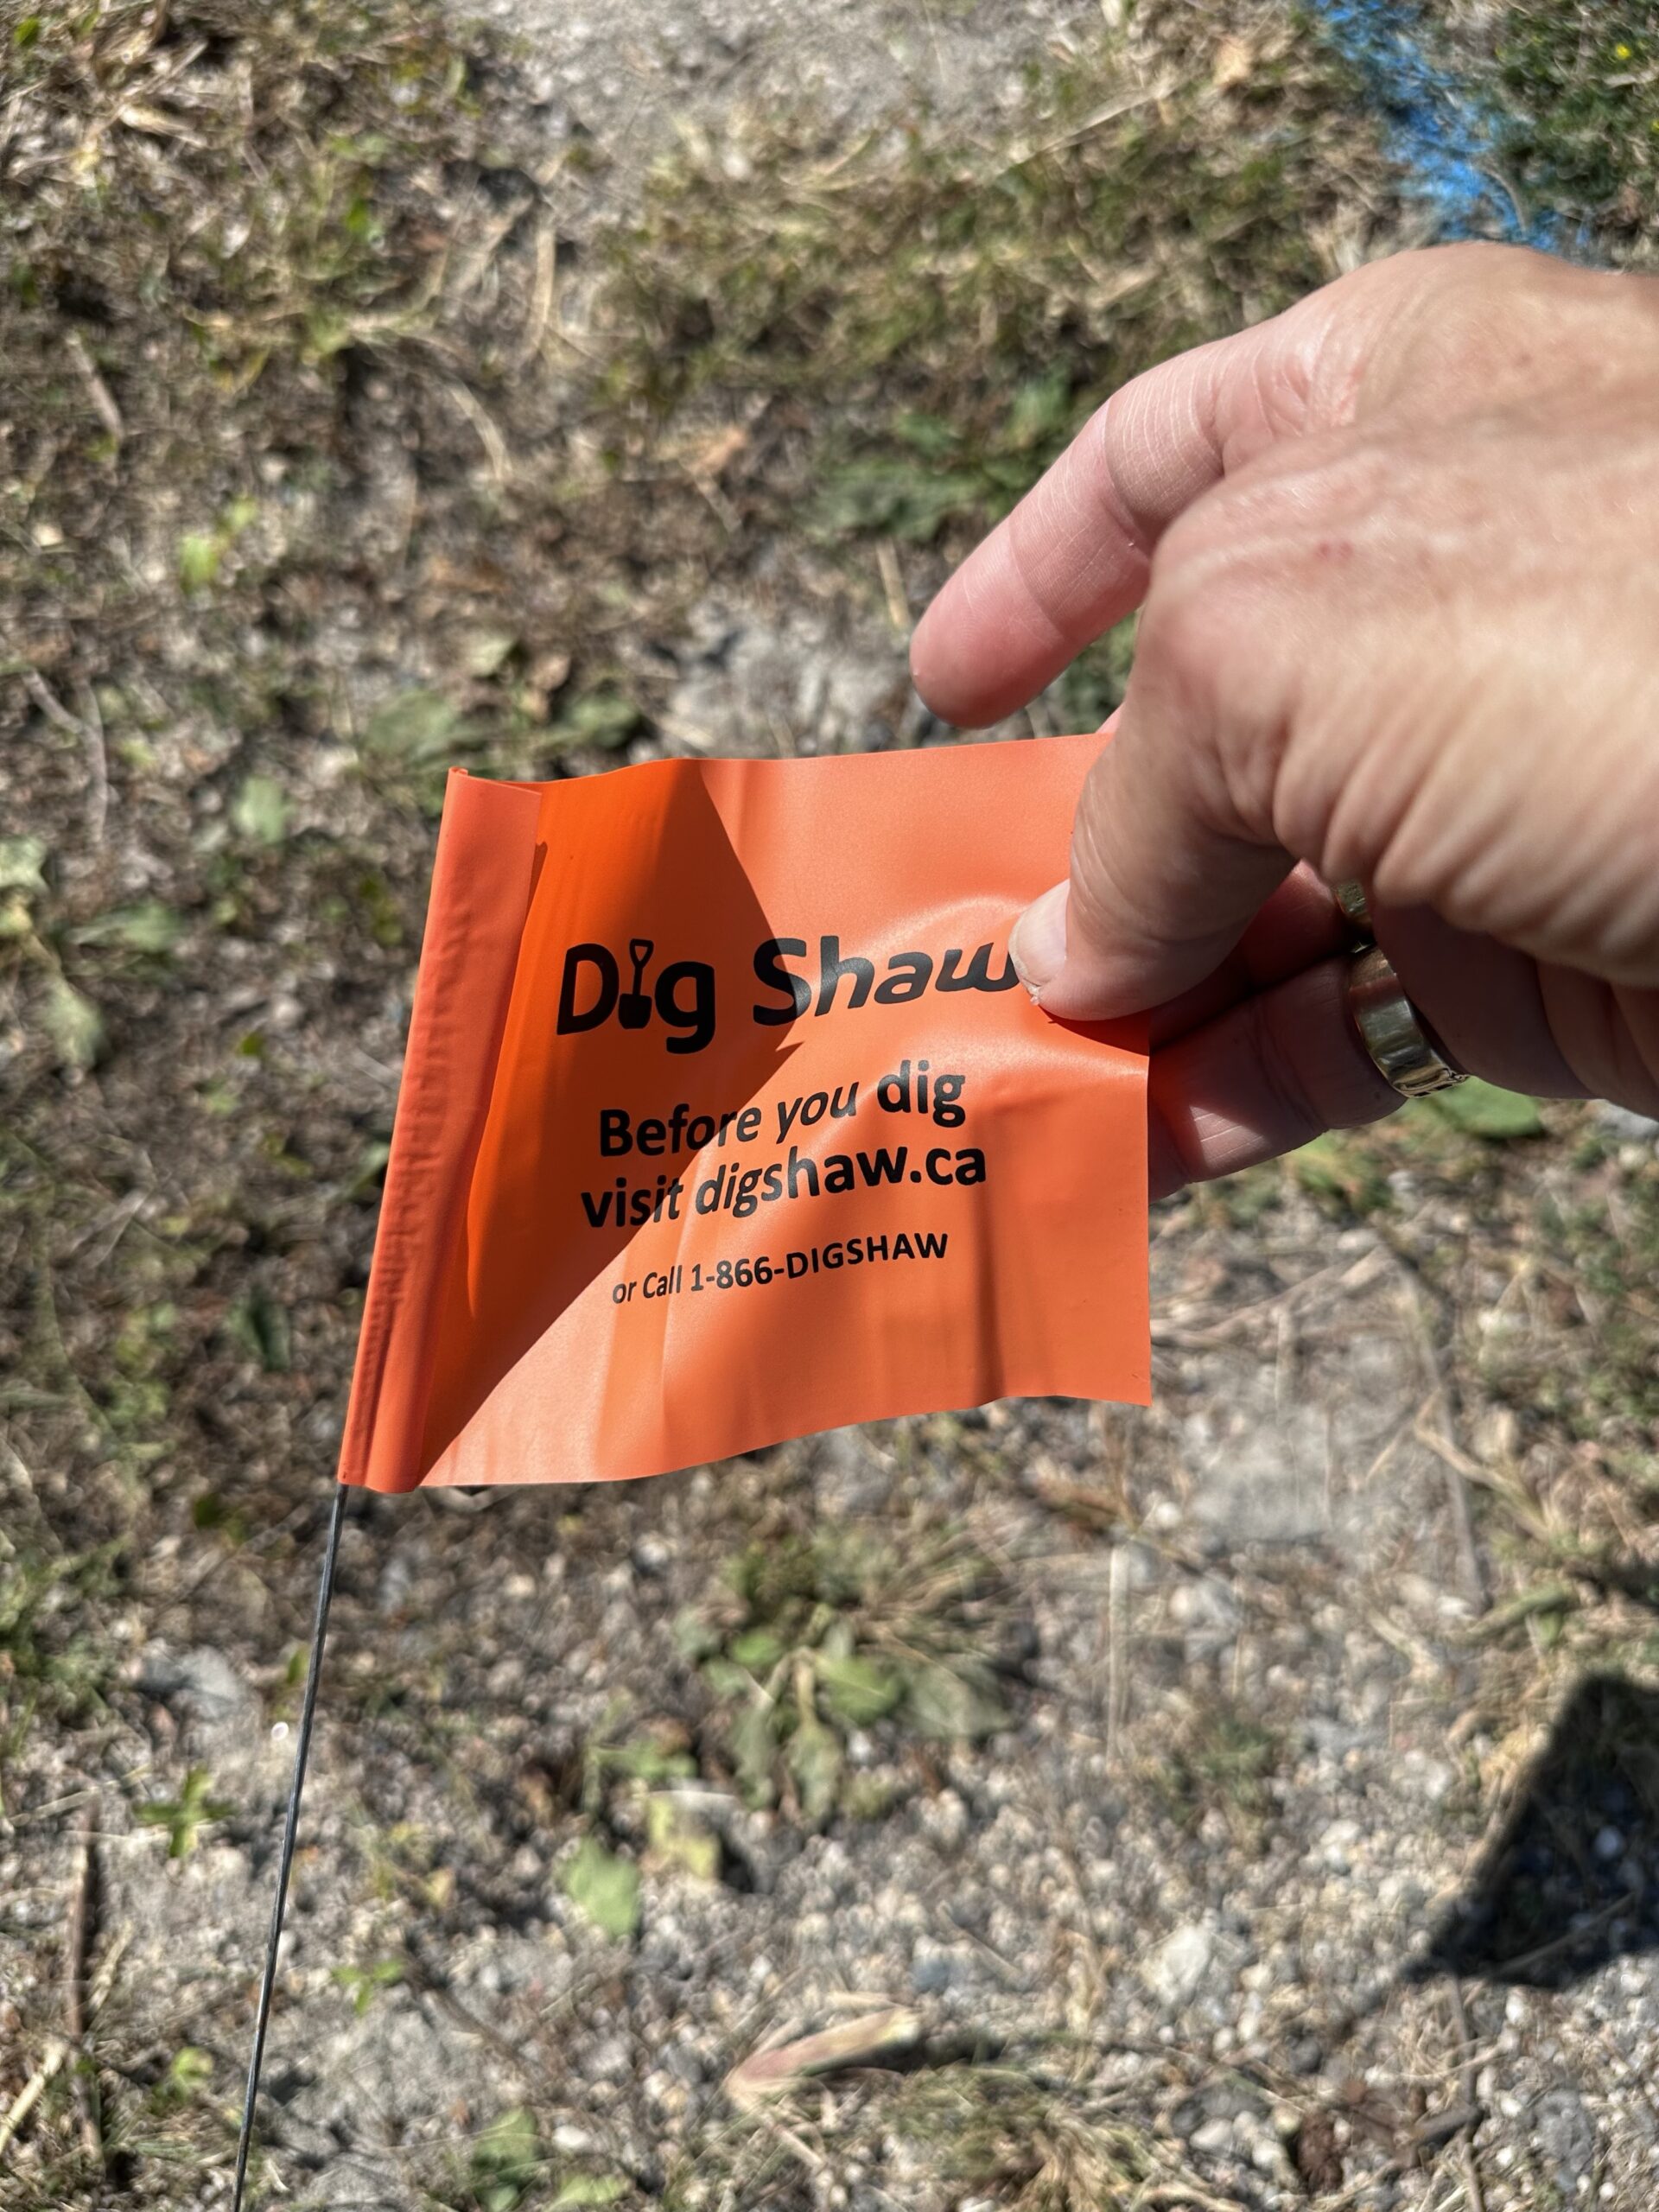 Dig Shaw
Before you dig
visit digshaw.ca
or Call 1-866-DIGSHAW